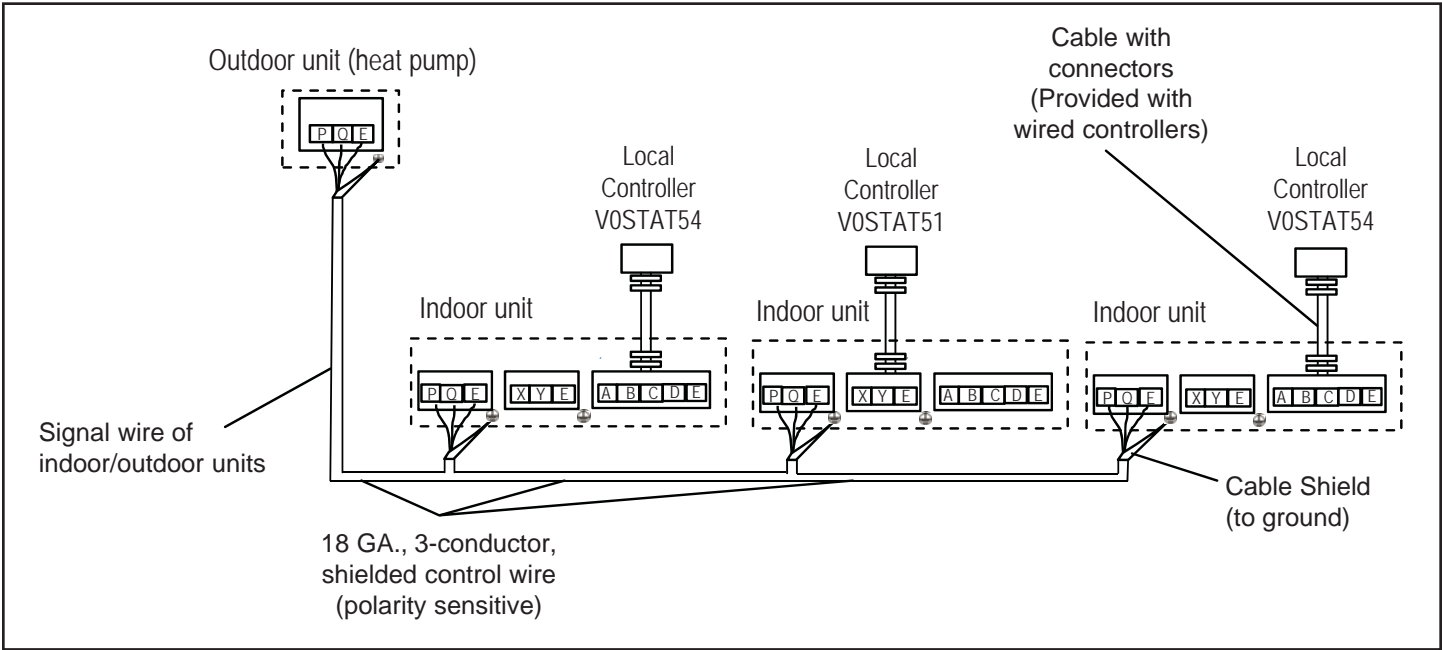 Outdoor unit (heat pump)
P Q E
Cable with
connectors
(Provided with
wired controllers)
Local
Controller
V0STAT54
Local
Controller
V0STAT51
Local
Controller
V0STAT54
Indoor unit
P Q E
X Y E
A B C D E
Indoor unit
P Q E
X Y E
A B C D E
Indoor unit
P Q E
X Y E
A B C D E
Signal wire of
indoor/outdoor units
18 GA., 3-conductor,
shielded control wire
(polarity sensitive)
Cable Shield
(to ground)